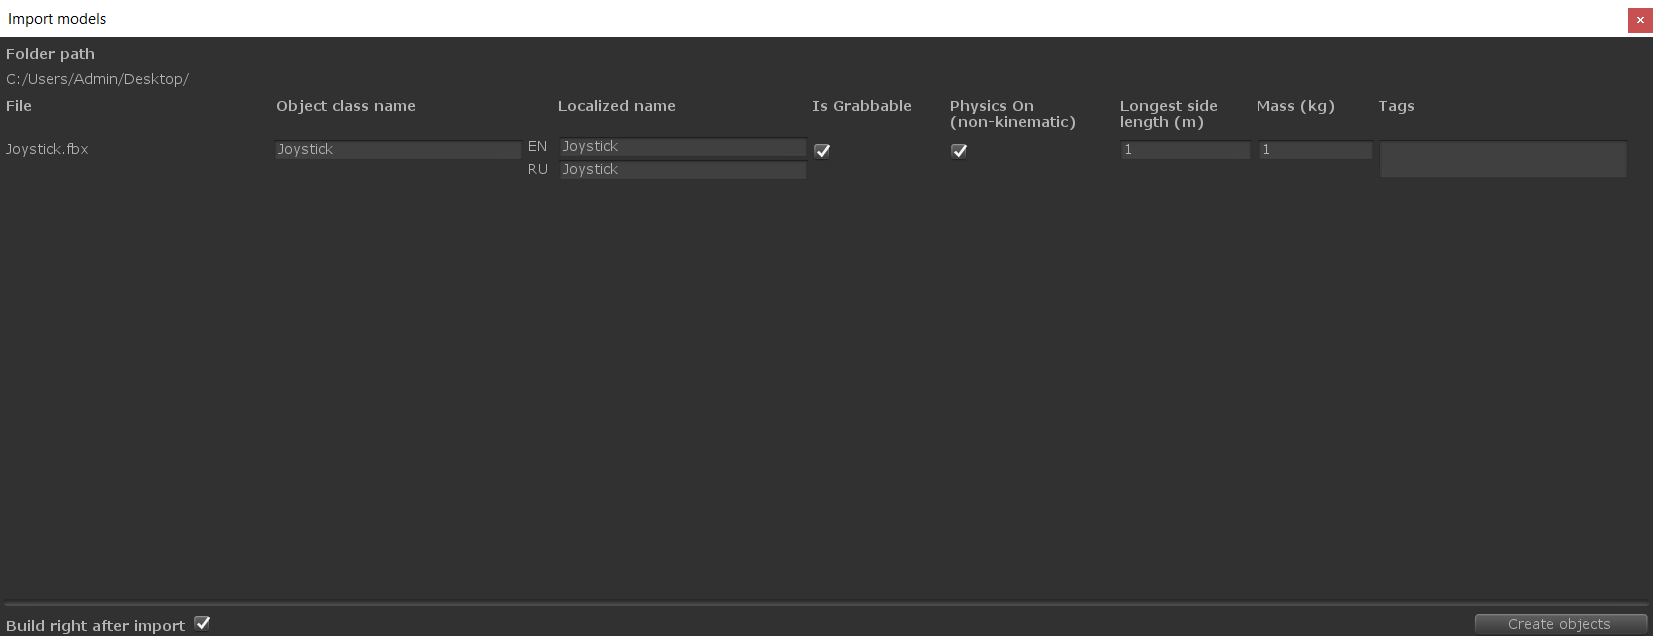 Import models
Folder path
C:/Users/Admin/Desktop/
File Object class name Localized name Is Grabbable Physics On (non-kinematic) Longest side length (m) Mass (kg) Tags
Joystick.fbx Joystick EN Joystick 1 1
RU Joystick
Build right after import Create objects